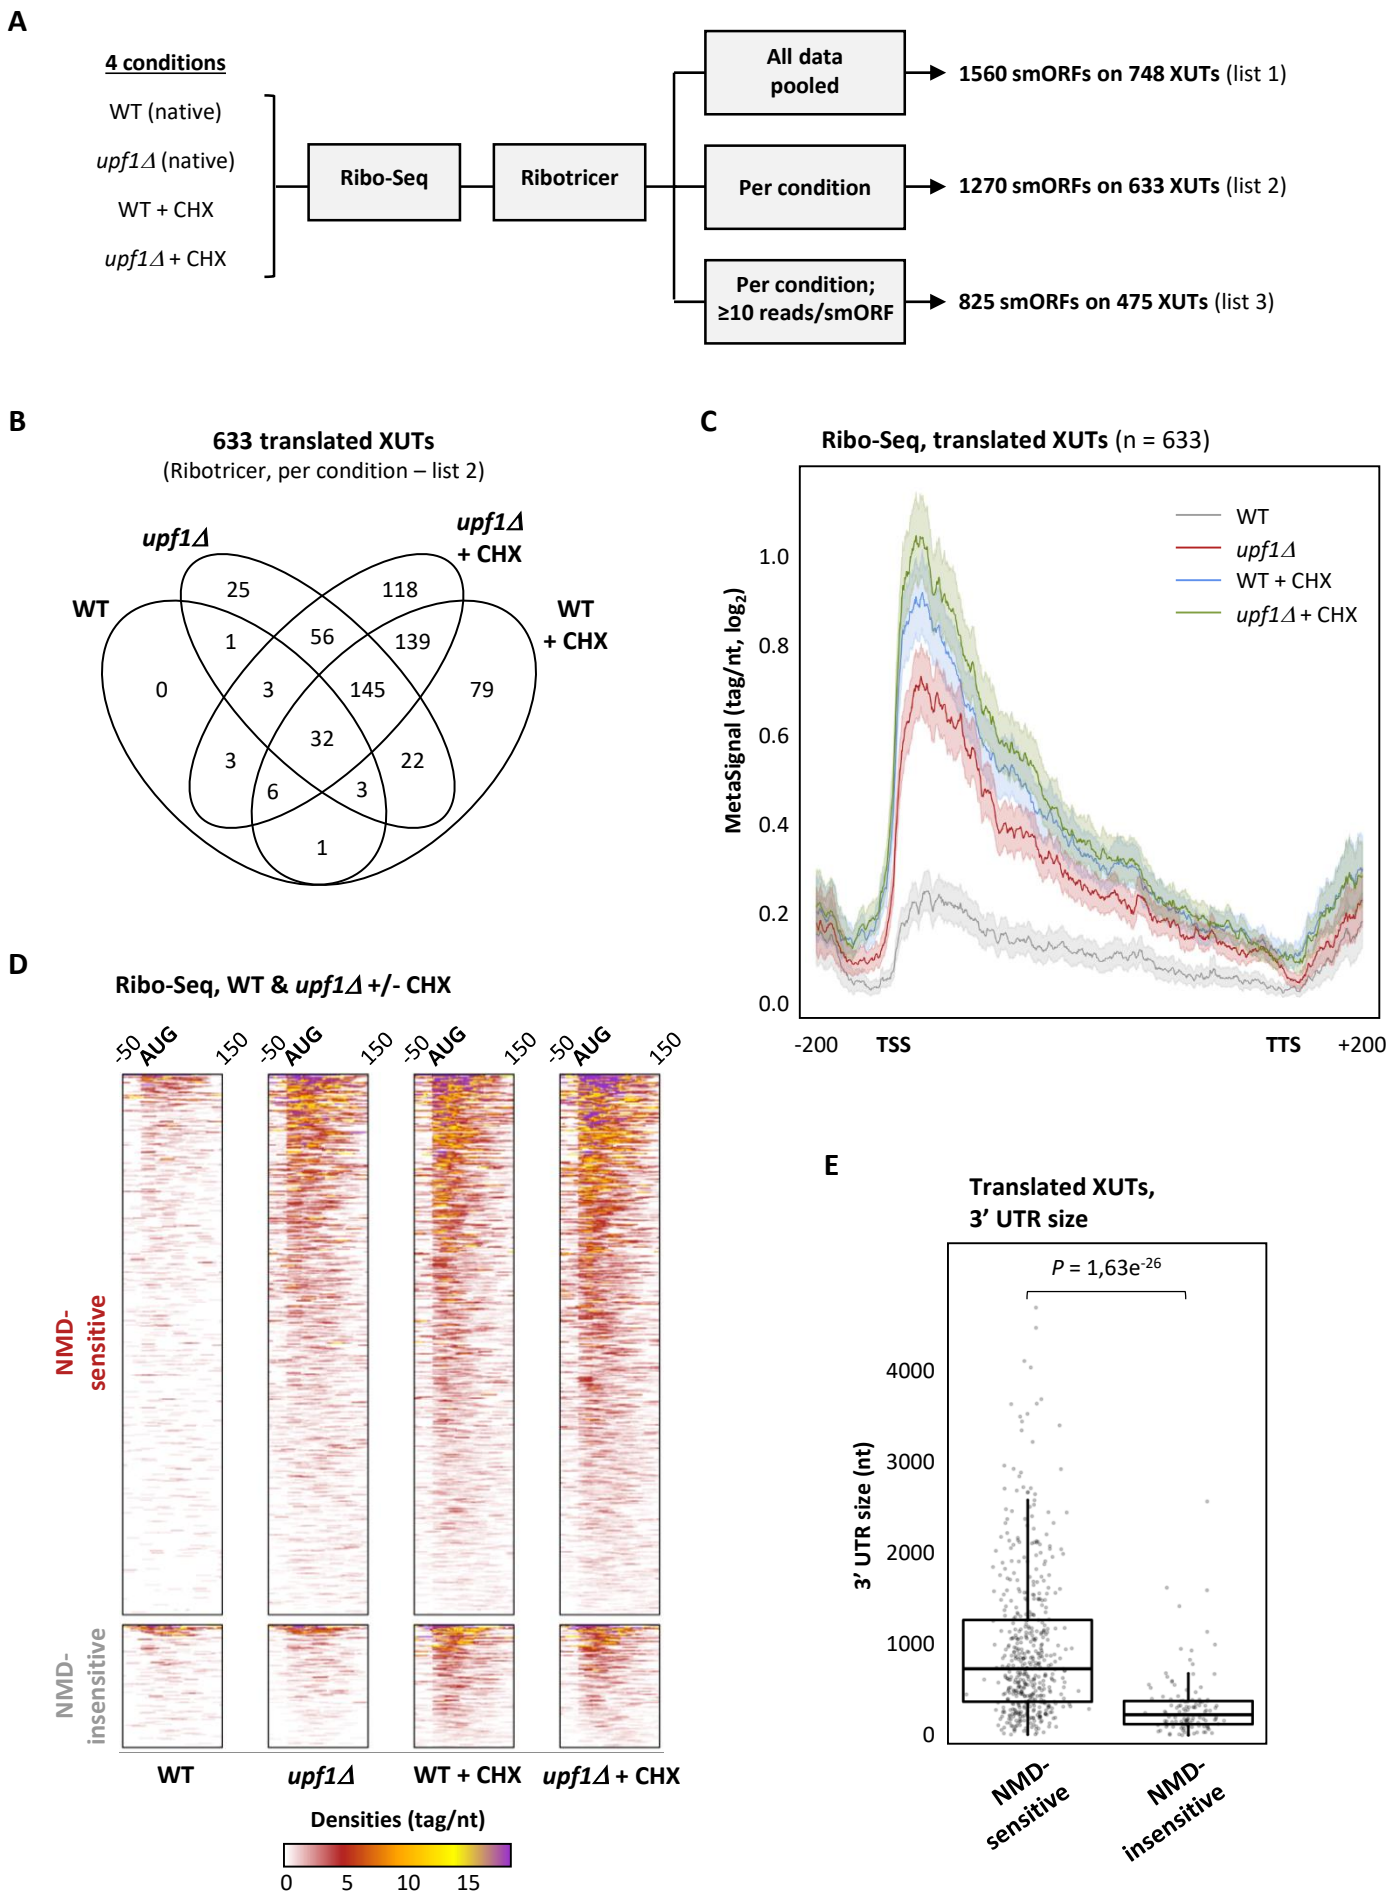 A
4 conditions
WT (native)
upf1Δ (native)
WT + CHX
upf1Δ + CHX
Ribo-Seq
Ribotricer
All data
pooled
Per condition
Per condition;
≥10 reads/smORF
1560 smORFs on 748 XUTs (list 1)
1270 smORFs on 633 XUTs (list 2)
825 smORFs on 475 XUTs (list 3)
B
633 translated XUTs
(Ribotricer, per condition – list 2)
WT
upf1Δ
upf1Δ
+ CHX
WT
+ CHX
25
118
1
56
139
0
3
145
79
32
3
22
6
3
1
C
Ribo-Seq, translated XUTs (n = 633)
MetaSignal (tag/nt, log2)
1.0
0.8
0.6
0.4
0.2
0.0
WT
upf1Δ
WT + CHX
upf1Δ + CHX
-200
TSS
TTS
+200
D
Ribo-Seq, WT & upf1Δ +/- CHX
-50 AUG 150
-50 AUG 150
-50 AUG 150
-50 AUG 150
NMD-
sensitive
NMD-
insensitive
WT
upf1Δ
WT + CHX
upf1Δ + CHX
Densities (tag/nt)
0 5 10 15
E
Translated XUTs,
3’ UTR size
P = 1,63e-26
3’ UTR size (nt)
4000
3000
2000
1000
0
NMD-
sensitive
NMD-
insensitive